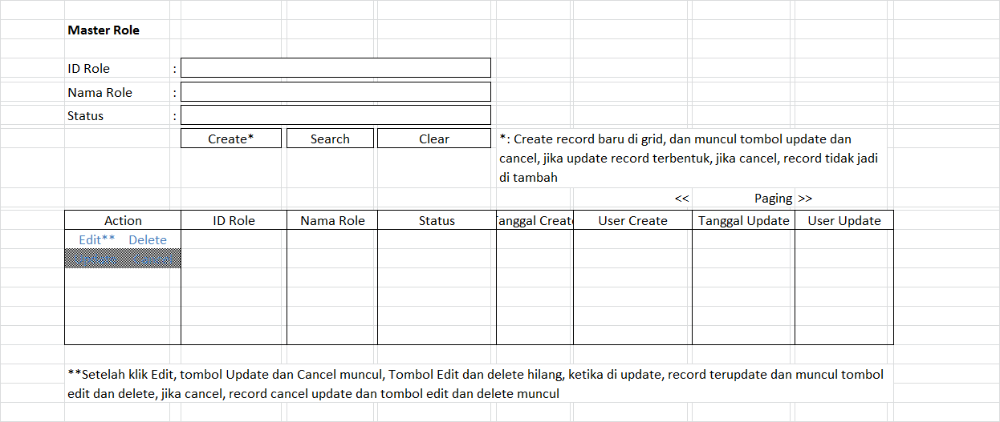 Master Role
ID Role :
Nama Role :
Status :
Create* Search Clear
*: Create record baru di grid, dan muncul tombol update dan
cancel, jika update record terbentuk, jika cancel, record tidak jadi
di tambah
<< Paging >>
Action ID Role Nama Role Status Tanggal Create User Create Tanggal Update User Update
Edit** Delete
**Setelah klik Edit, tombol Update dan Cancel muncul, Tombol Edit dan delete hilang, ketika di update, record terupdate dan muncul tombol
edit dan delete, jika cancel, record cancel update dan tombol edit dan delete muncul